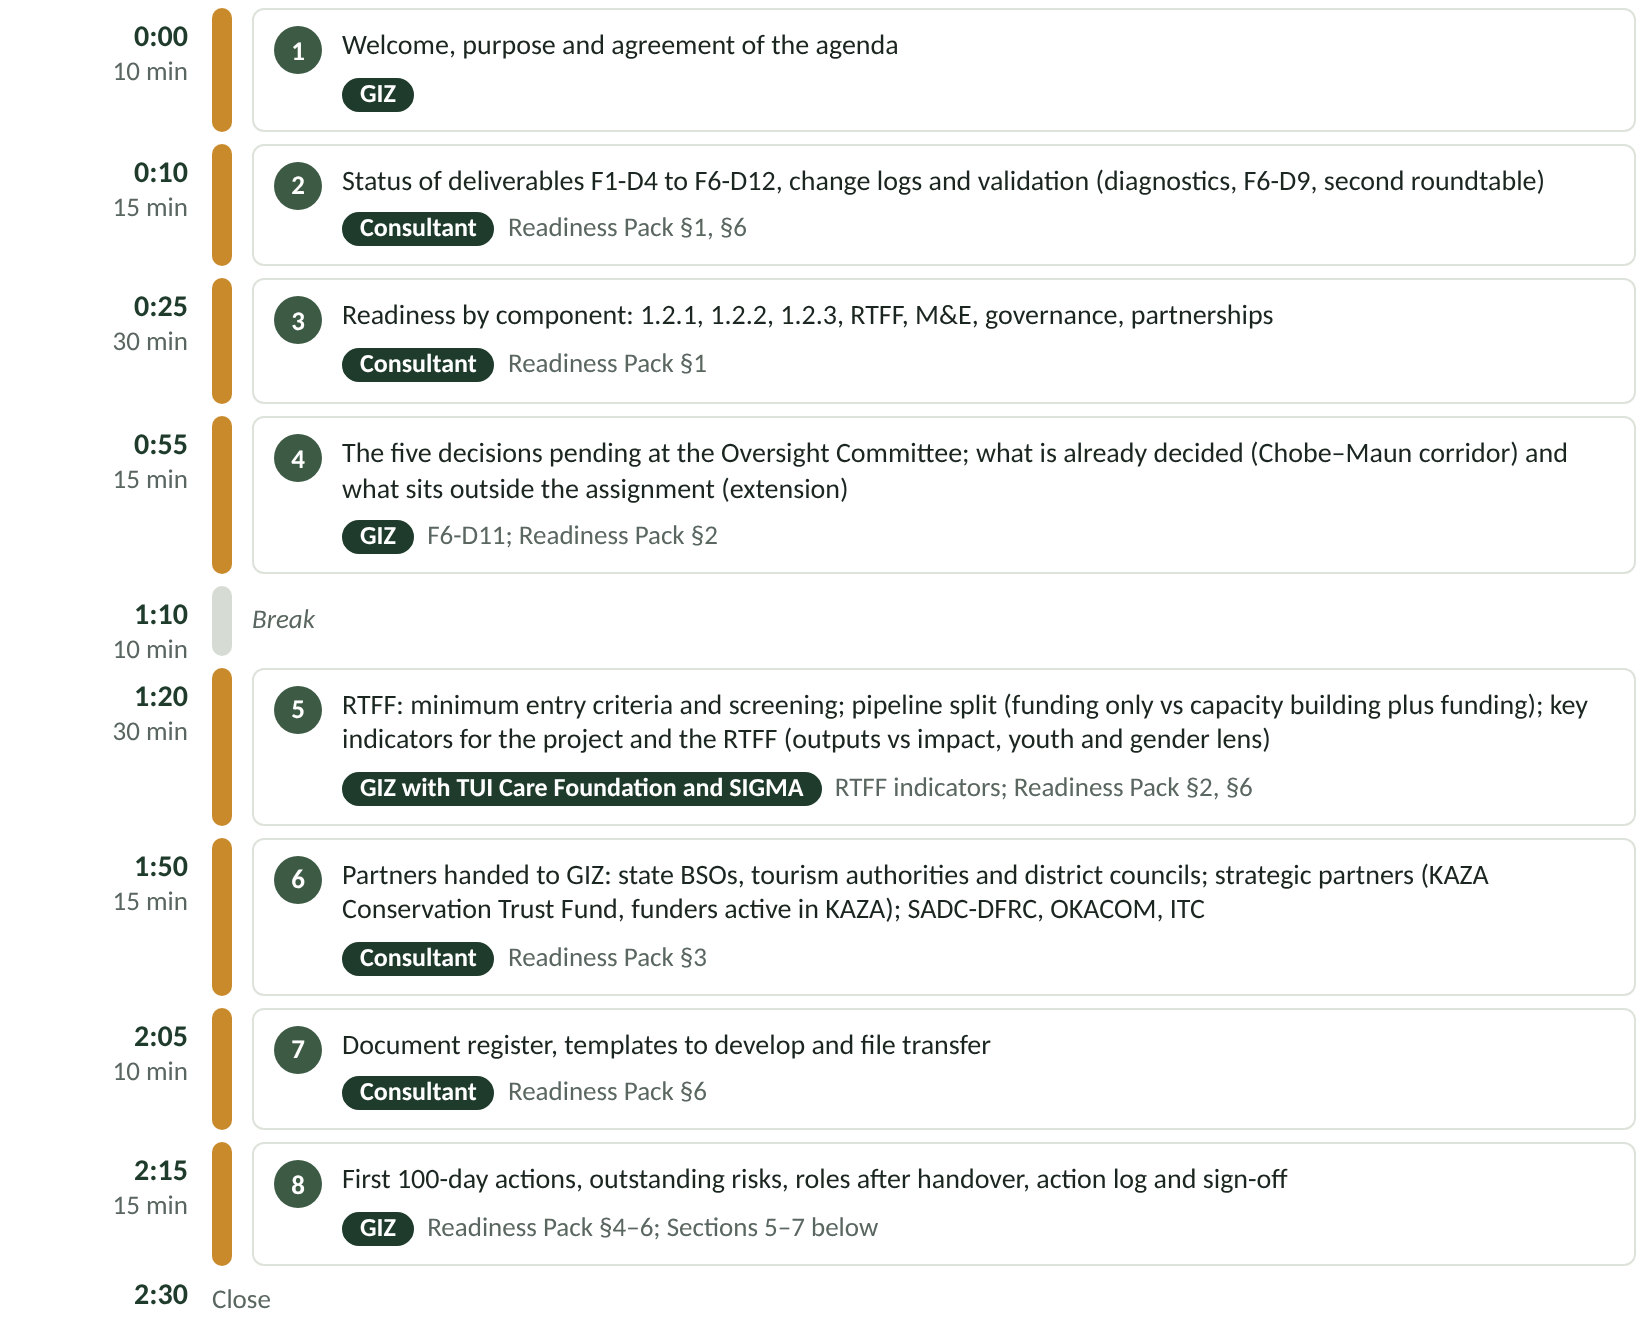 0:00
10 min
1
Welcome, purpose and agreement of the agenda
GIZ
0:10
15 min
2
Status of deliverables F1-D4 to F6-D12, change logs and validation (diagnostics, F6-D9, second roundtable)
Consultant Readiness Pack §1, §6
0:25
30 min
3
Readiness by component: 1.2.1, 1.2.2, 1.2.3, RTFF, M&E, governance, partnerships
Consultant Readiness Pack §1
0:55
15 min
4
The five decisions pending at the Oversight Committee; what is already decided (Chobe–Maun corridor) and
what sits outside the assignment (extension)
GIZ F6-D11; Readiness Pack §2
1:10
10 min
Break
1:20
30 min
5
RTFF: minimum entry criteria and screening; pipeline split (funding only vs capacity building plus funding); key
indicators for the project and the RTFF (outputs vs impact, youth and gender lens)
GIZ with TUI Care Foundation and SIGMA RTFF indicators; Readiness Pack §2, §6
1:50
15 min
6
Partners handed to GIZ: state BSOs, tourism authorities and district councils; strategic partners (KAZA
Conservation Trust Fund, funders active in KAZA); SADC-DFRC, OKACOM, ITC
Consultant Readiness Pack §3
2:05
10 min
7
Document register, templates to develop and file transfer
Consultant Readiness Pack §6
2:15
15 min
8
First 100-day actions, outstanding risks, roles after handover, action log and sign-off
GIZ Readiness Pack §4–6; Sections 5–7 below
2:30 Close